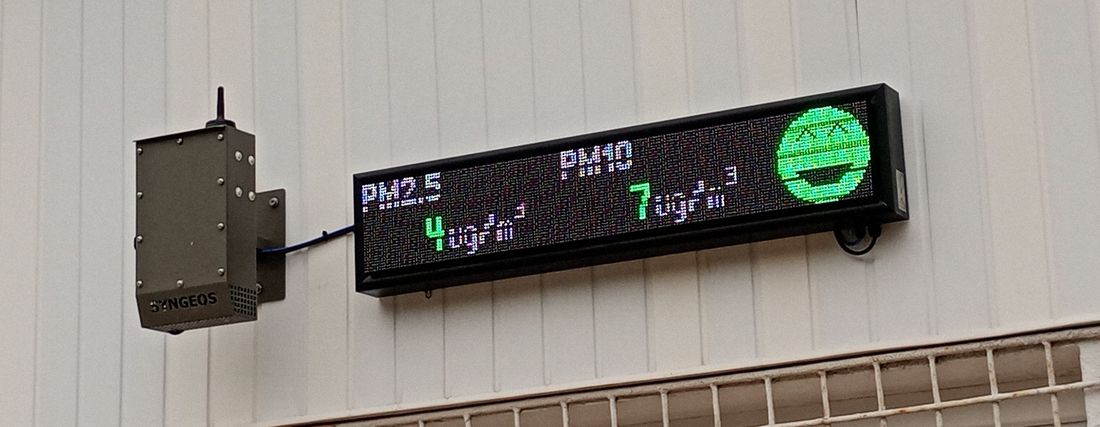 SYNGEOS
PM2.5
4 ug/m³
PM10
7 ug/m³